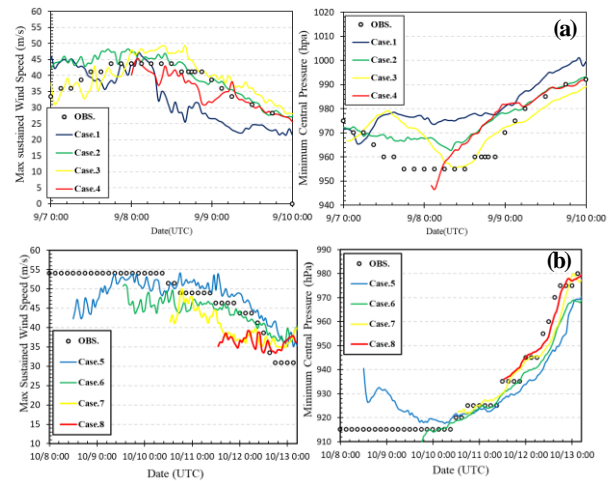 (a)
Max sustained Wind Speed (m/s)
60
55
50
45
40
35
30
25
20
15
10
5
0
OBS.
Case.1
Case.2
Case.3
Case.4
9/7 0:00
9/8 0:00
9/9 0:00
9/10 0:00
Date(UTC)
Minimum Central Pressure (hpa)
1020
1010
1000
990
980
970
960
950
940
OBS.
Case.1
Case.2
Case.3
Case.4
9/7 0:00
9/8 0:00
9/9 0:00
9/10 0:00
Date(UTC)
(b)
Max Sustained Wind Speed (m/s)
60
55
50
45
40
35
30
25
20
15
10
OBS.
Case.5
Case.6
Case.7
Case.8
10/8 0:00
10/9 0:00
10/10 0:00
10/11 0:00
10/12 0:00
10/13 0:00
Date (UTC)
Minimum Central Pressure (hPa)
990
980
970
960
950
940
930
920
910
OBS.
Case.5
Case.6
Case.7
Case.8
10/8 0:00
10/9 0:00
10/10 0:00
10/11 0:00
10/12 0:00
10/13 0:00
Date (UTC)